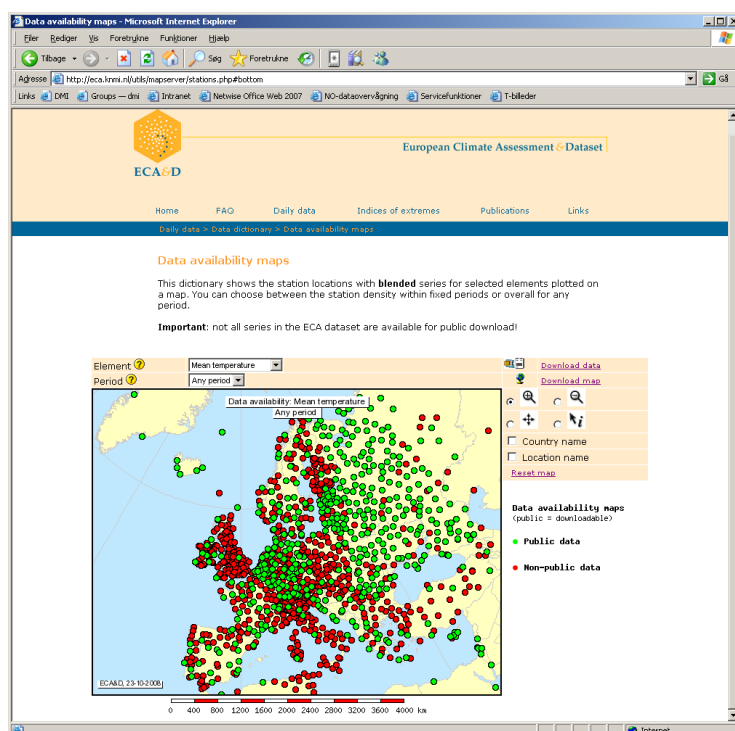 Data availability maps - Microsoft Internet Explorer
Filer Rediger Vis Foretrukne Funktioner Hjælp
Tilbage Søg Foretrukne
Adresse http://eca.knmi.nl/utils/mapserver/stations.php#bottom Gå
Links DMI Groups — dmi Intranet Netwise Office Web 2007 NO-dataovervågning Servicefunktioner T-billeder
European Climate Assessment & Dataset
ECA&D
Home FAQ Daily data Indices of extremes Publications Links
Daily data > Data dictionary > Data availability maps
Data availability maps
This dictionary shows the station locations with blended series for selected elements plotted on
a map. You can choose between the station density within fixed periods or overall for any
period.
Important: not all series in the ECA dataset are available for public download!
Element ? Mean temperature Download data
Period ? Any period Download map
Data availability: Mean temperature
Any period
Country name
Location name
Reset map
Data availability maps
(public = downloadable)
Public data
Non-public data
ECA&D, 23-10-2008
0 400 800 1200 1600 2000 2400 2800 3200 3600 4000 km
Internet